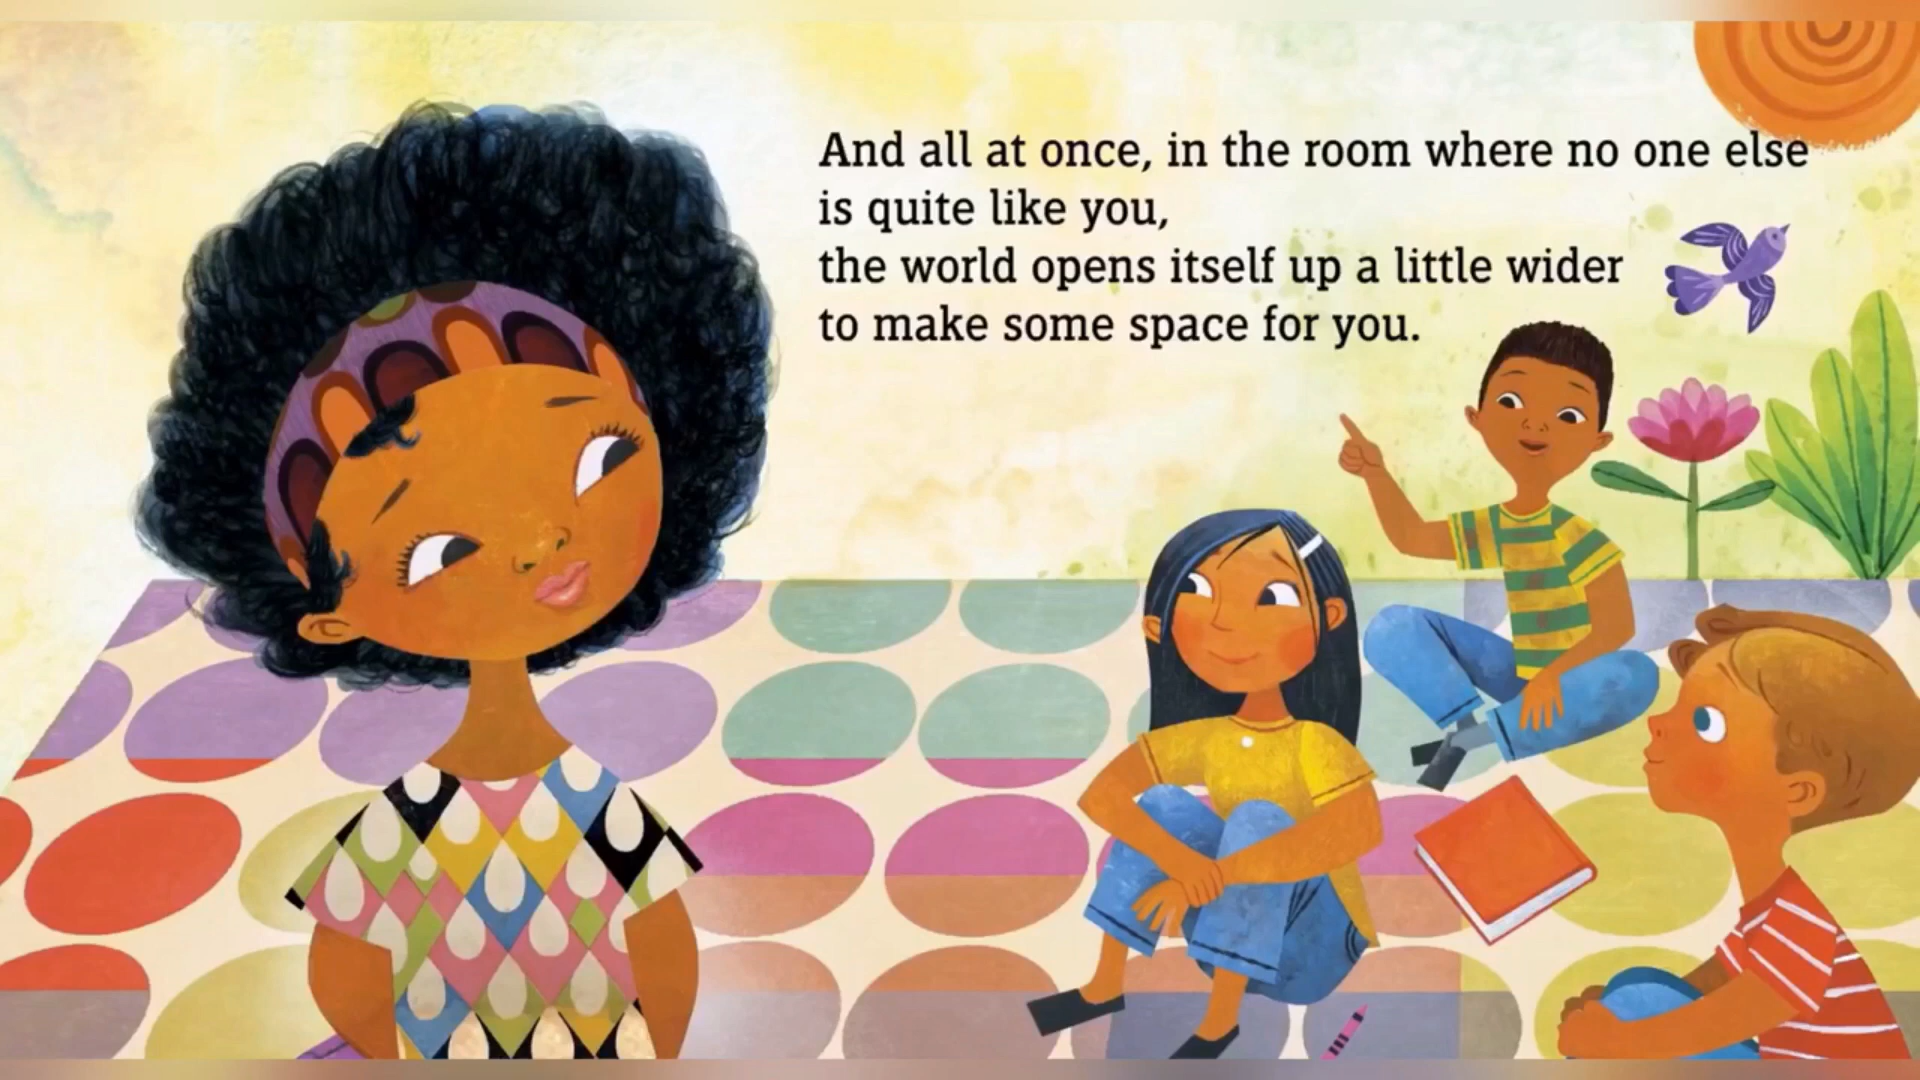 And all at once, in the room where no one else
is quite like you,
the world opens itself up a little wider
to make some space for you.